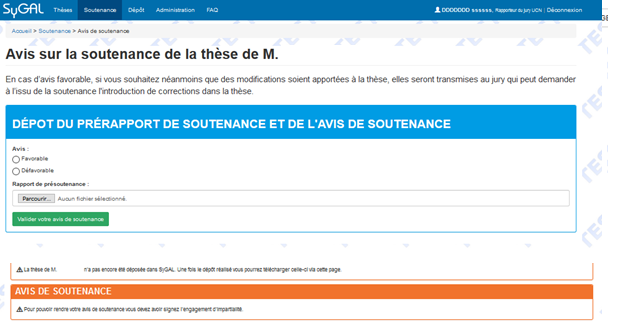 SyGAL Thèses Soutenance Dépôt Administration FAQ DDDDDDD ssssss, Rapporteur du jury UCN | Déconnexion
Accueil > Soutenance > Avis de soutenance
Avis sur la soutenance de la thèse de M.
En cas d'avis favorable, si vous souhaitez néanmoins que des modifications soient apportées à la thèse, elles seront transmises au jury qui peut demander
à l'issu de la soutenance l'introduction de corrections dans la thèse.
DÉPOT DU PRÉRAPPORT DE SOUTENANCE ET DE L'AVIS DE SOUTENANCE
Avis :
Favorable
Défavorable
Rapport de présoutenance :
Parcourir... Aucun fichier sélectionné.
Valider votre avis de soutenance
La thèse de M. n'a pas encore été déposée dans SyGAL. Une fois le dépôt réalisé vous pourrez télécharger celle-ci via cette page.
AVIS DE SOUTENANCE
Pour pouvoir rendre votre avis de soutenance vous devez avoir signez l'engagement d'impartialité.